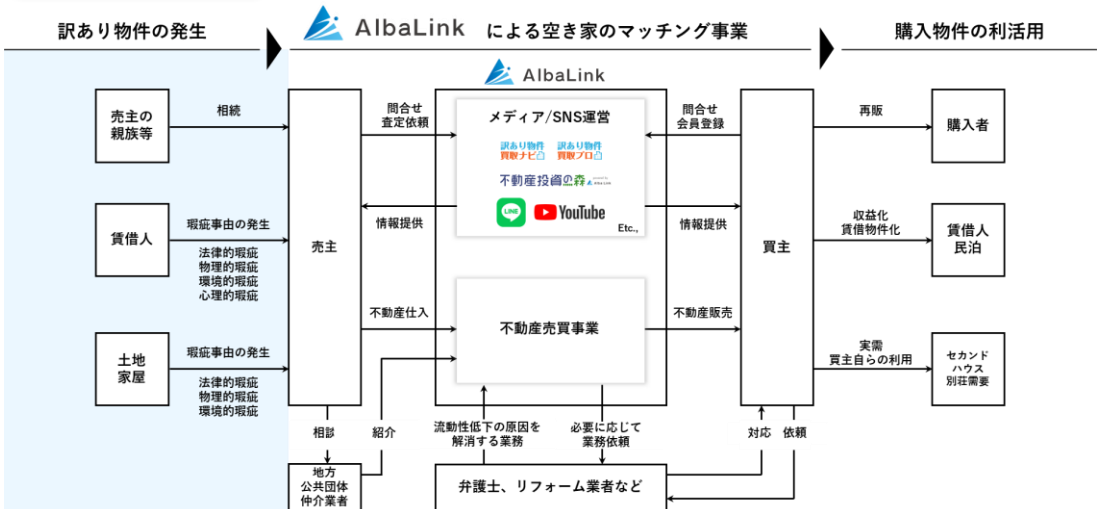 訳あり物件の発生
AlbaLink による空き家のマッチング事業
購入物件の利活用
AlbaLink
売主の
親族等
相続
賃借人
瑕疵事由の発生
法律的瑕疵
物理的瑕疵
環境的瑕疵
心理的瑕疵
土地
家屋
瑕疵事由の発生
法律的瑕疵
物理的瑕疵
環境的瑕疵
売主
問合せ
査定依頼
情報提供
不動産仕入
相談
紹介
地方
公共団体
仲介業者
メディア/SNS運営
訳あり物件
買取ナビ
訳あり物件
買取プロ
不動産投資の森
powered by
AlbaLink
LINE
YouTube
Etc.,
不動産売買事業
流動性低下の原因を
解消する業務
必要に応じて
業務依頼
弁護士、リフォーム業者など
問合せ
会員登録
情報提供
不動産販売
対応
依頼
買主
再販
購入者
収益化
賃借物件化
賃借人
民泊
実需
買主自らの利用
セカンド
ハウス
別荘需要